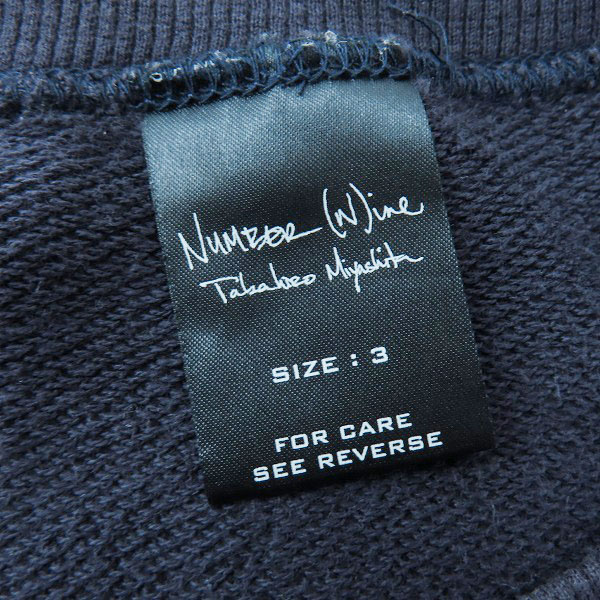 NUMBER (N)ine
Takahiro Miyashita
SIZE : 3
FOR CARE
SEE REVERSE